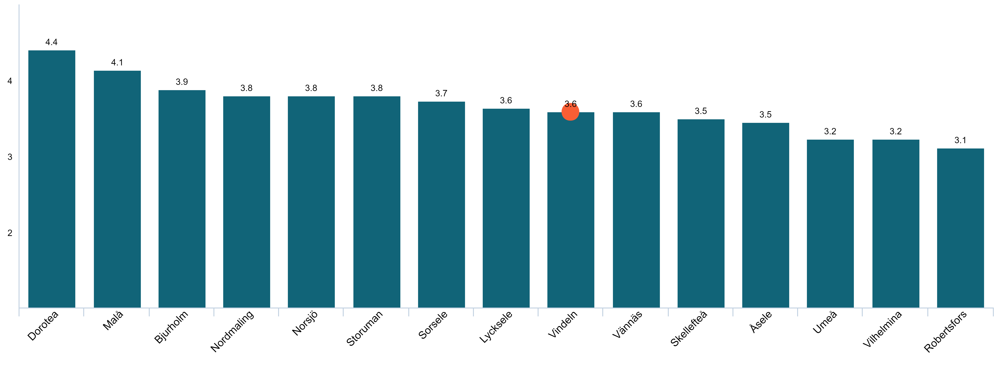 4.4
4.1
3.9
3.8
3.8
3.8
3.7
3.6
3.6
3.6
3.5
3.5
3.2
3.2
3.1
4
3
2
Dorotea
Malå
Bjurholm
Nordmaling
Norsjö
Storuman
Sorsele
Lycksele
Vindeln
Vännäs
Skellefteå
Åsele
Umeå
Vilhelmina
Robertsfors